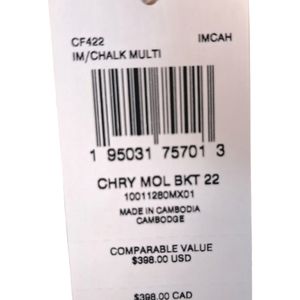 CF422 IMCAH
IM/CHALK MULTI
1 95031 75701 3
CHRY MOL BKT 22
10011280MX01
MADE IN CAMBODIA
CAMBODGE
COMPARABLE VALUE
$398.00 USD
$398.00 CAD